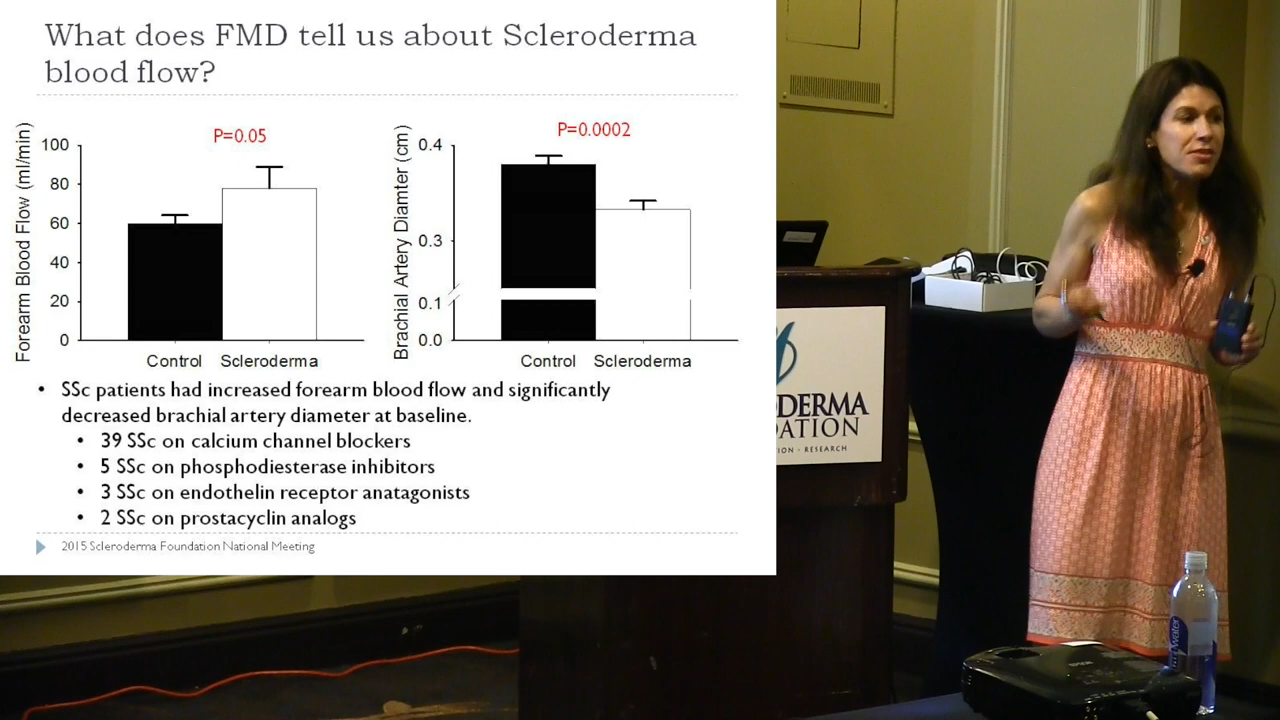 What does FMD tell us about Scleroderma
blood flow?
P=0.05
Forearm Blood Flow (ml/min)
100
80
60
40
20
0
Control Scleroderma
P=0.0002
Brachial Artery Diamter (cm)
0.4
0.3
0.1
0.0
Control Scleroderma
• SSc patients had increased forearm blood flow and significantly
decreased brachial artery diameter at baseline.
• 39 SSc on calcium channel blockers
• 5 SSc on phosphodiesterase inhibitors
• 3 SSc on endothelin receptor anatagonists
• 2 SSc on prostacyclin analogs
2015 Scleroderma Foundation National Meeting
DERMA
DATION
ION · RESEARCH
EPSON